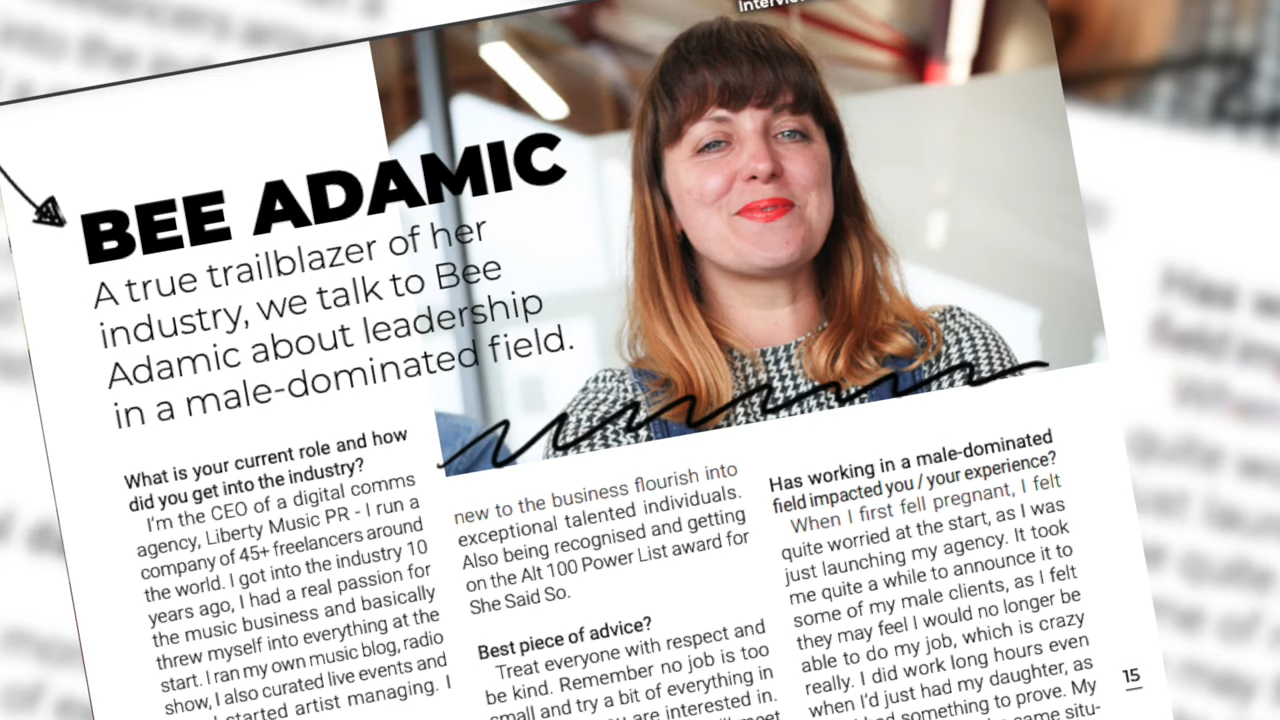 Intervie
BEE ADAMIC
A true trailblazer of her
industry, we talk to Bee
Adamic about leadership
in a male-dominated field.
What is your current role and how
did you get into the industry?
I'm the CEO of a digital comms
agency, Liberty Music PR - I run a
company of 45+ freelancers around
the world. I got into the industry 10
years ago, I had a real passion for
the music business and basically
threw myself into everything at the
start. I ran my own music blog, radio
show, I also curated live events and
started artist managing. I
new to the business flourish into
exceptional talented individuals.
Also being recognised and getting
on the Alt 100 Power List award for
She Said So.
Best piece of advice?
Treat everyone with respect and
be kind. Remember no job is too
small and try a bit of everything in
are interested in.
meet
Has working in a male-dominated
field impacted you / your experience?
When I first fell pregnant, I felt
quite worried at the start, as I was
just launching my agency. It took
me quite a while to announce it to
some of my male clients, as I felt
they may feel I would no longer be
able to do my job, which is crazy
really. I did work long hours even
when I'd just had my daughter, as
had something to prove. My
same situ-
15